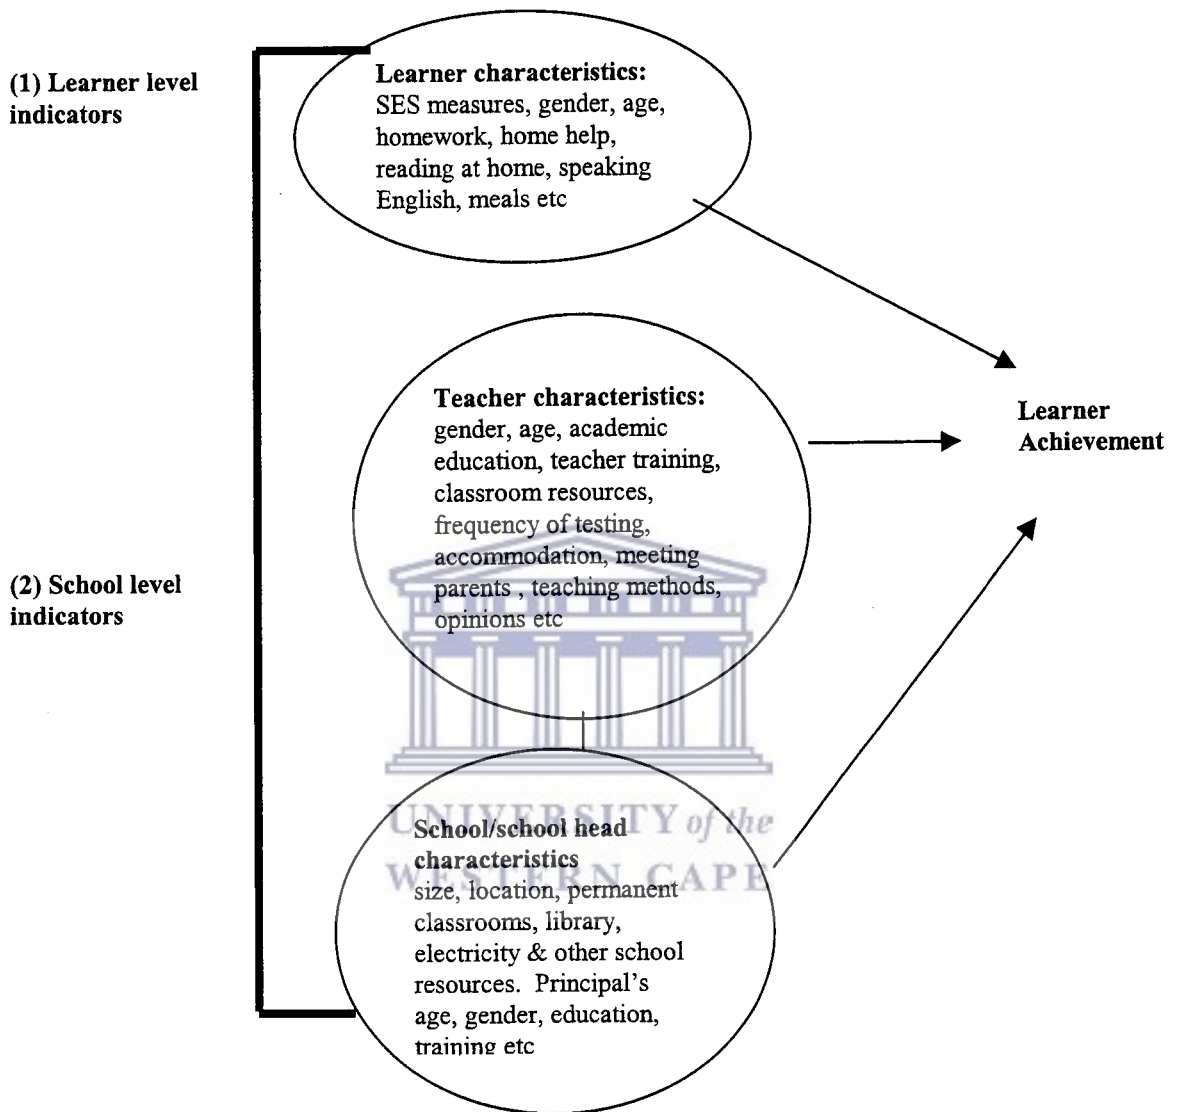 (1) Learner level
indicators
Learner characteristics:
SES measures, gender, age,
homework, home help,
reading at home, speaking
English, meals etc
Teacher characteristics:
gender, age, academic
education, teacher training,
classroom resources,
frequency of testing,
accommodation, meeting
parents , teaching methods,
opinions etc
Learner
Achievement
(2) School level
indicators
UNIVERSITY of the
WESTERN CAPE
School/school head
characteristics
size, location, permanent
classrooms, library,
electricity & other school
resources. Principal's
age, gender, education,
training etc